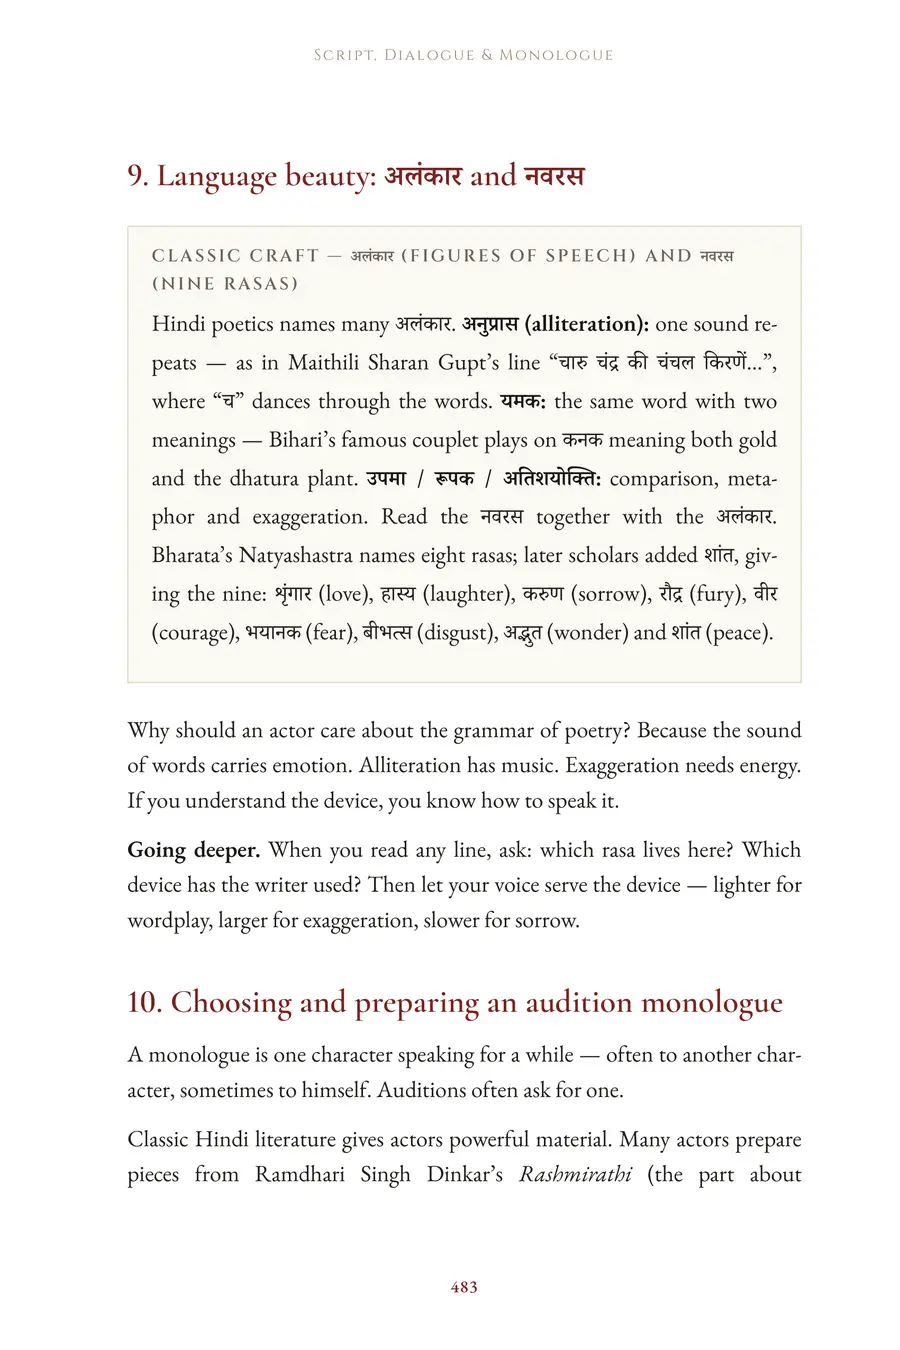 SCRIPT, DIALOGUE & MONOLOGUE
9. Language beauty: अलंकार and नवरस
CLASSIC CRAFT — अलंकार (FIGURES OF SPEECH) AND नवरस
(NINE RASAS)
Hindi poetics names many अलंकार. अनुप्रास (alliteration): one sound re-
peats — as in Maithili Sharan Gupt’s line “चारु चंद्र की चंचल किरणें...”,
where “च” dances through the words. यमक: the same word with two
meanings — Bihari’s famous couplet plays on कनक meaning both gold
and the dhatura plant. उपमा / रूपक / अतिशयोक्ति: comparison, meta-
phor and exaggeration. Read the नवरस together with the अलंकार.
Bharata’s Natyashastra names eight rasas; later scholars added शांत, giv-
ing the nine: शृंगार (love), हास्य (laughter), करुण (sorrow), रौद्र (fury), वीर
(courage), भयानक (fear), बीभत्स (disgust), अद्भुत (wonder) and शांत (peace).
Why should an actor care about the grammar of poetry? Because the sound
of words carries emotion. Alliteration has music. Exaggeration needs energy.
If you understand the device, you know how to speak it.
Going deeper. When you read any line, ask: which rasa lives here? Which
device has the writer used? Then let your voice serve the device — lighter for
wordplay, larger for exaggeration, slower for sorrow.
10. Choosing and preparing an audition monologue
A monologue is one character speaking for a while — often to another char-
acter, sometimes to himself. Auditions often ask for one.
Classic Hindi literature gives actors powerful material. Many actors prepare
pieces from Ramdhari Singh Dinkar’s Rashmirathi (the part about
483